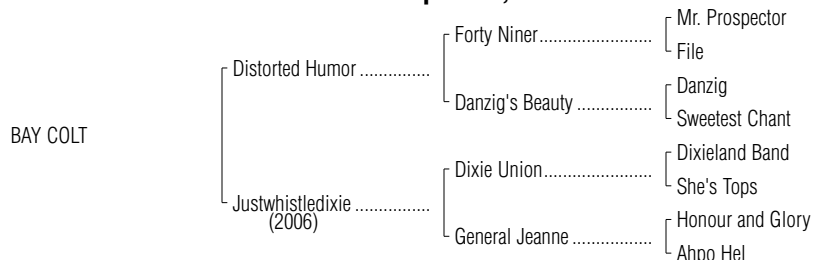 Mr. Prospector
Forty Niner........................
File
Distorted Humor ...............
Danzig
Danzig's Beauty ................
Sweetest Chant
BAY COLT
Dixieland Band
Dixie Union.......................
She's Tops
Justwhistledixie ................
(2006)
Honour and Glory
General Jeanne .................
Ahpo Hel